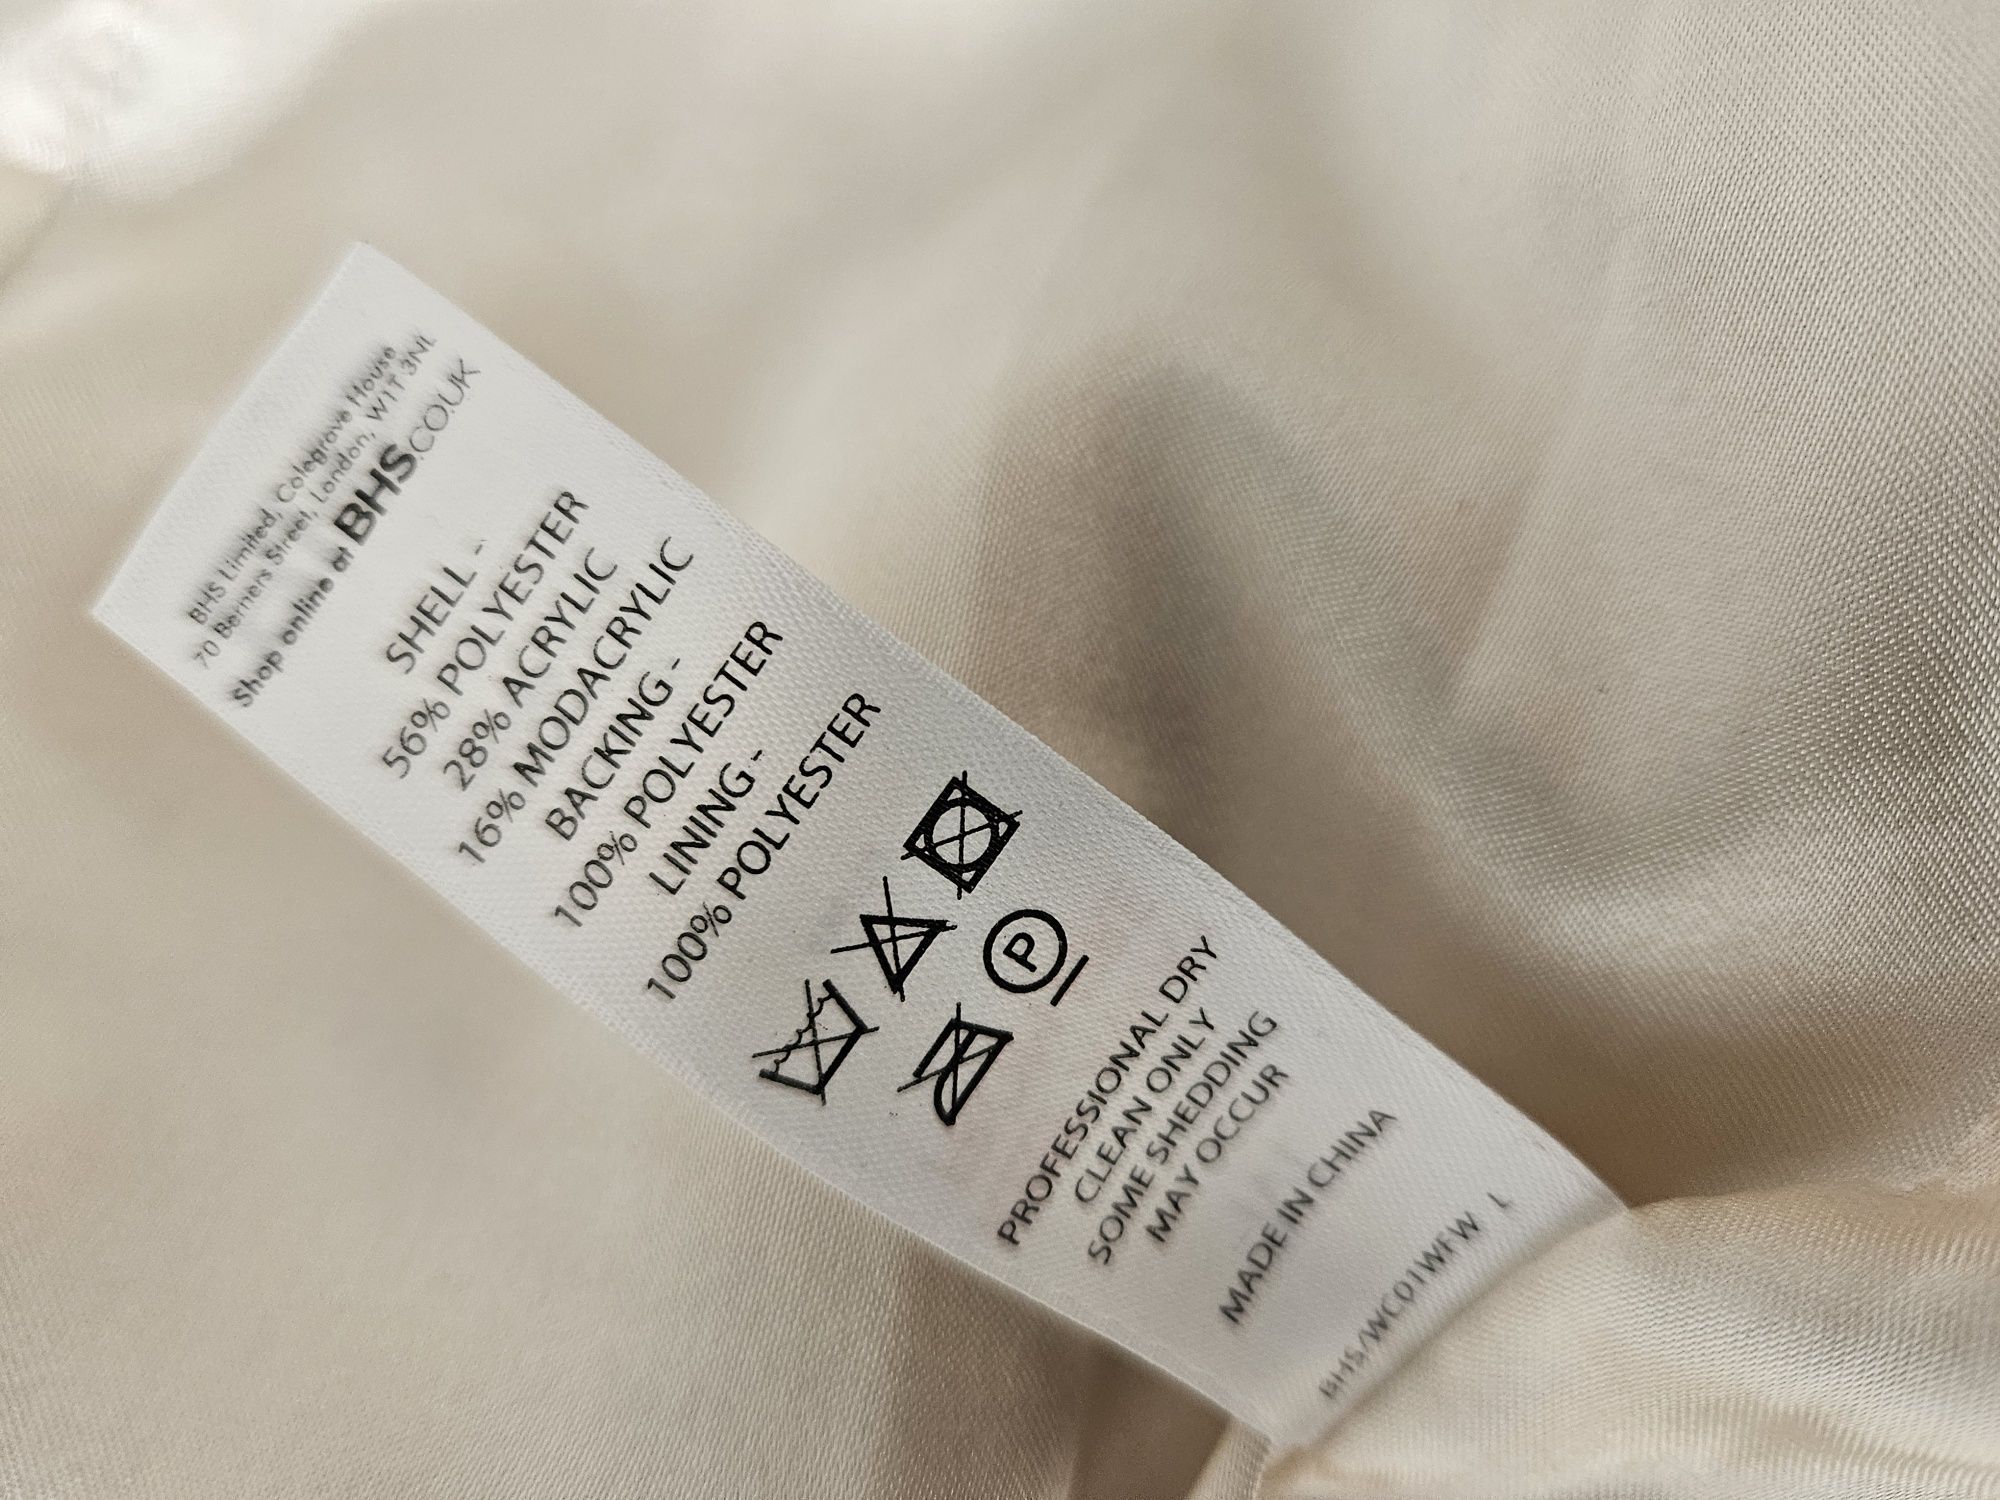 BHS Limited, Colegrove House
70 Berners Street, London, W1T 3NL
Shop online at BHS.CO.UK
SHELL -
56% POLYESTER
28% ACRYLIC
16% MODACRYLIC
BACKING -
100% POLYESTER
LINING -
100% POLYESTER
P
PROFESSIONAL DRY
CLEAN ONLY
SOME SHEDDING
MAY OCCUR
MADE IN CHINA
BHS/WC01WFW L